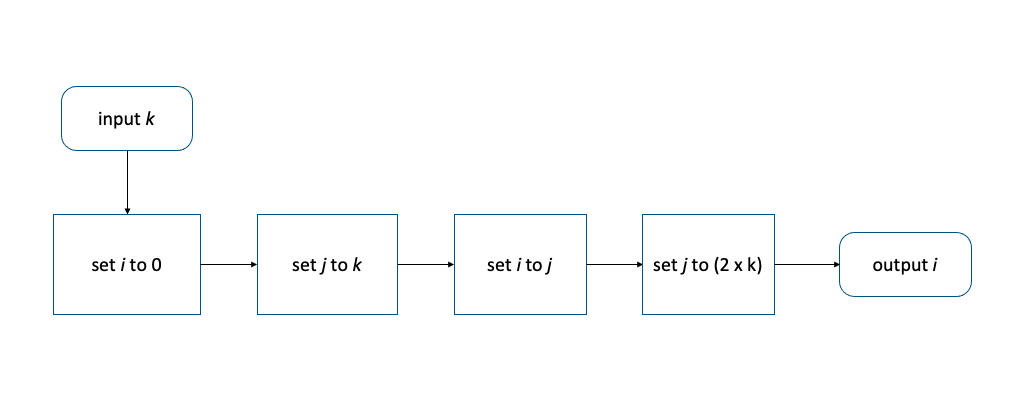 input k
set i to 0
set j to k
set i to j
set j to (2 x k)
output i